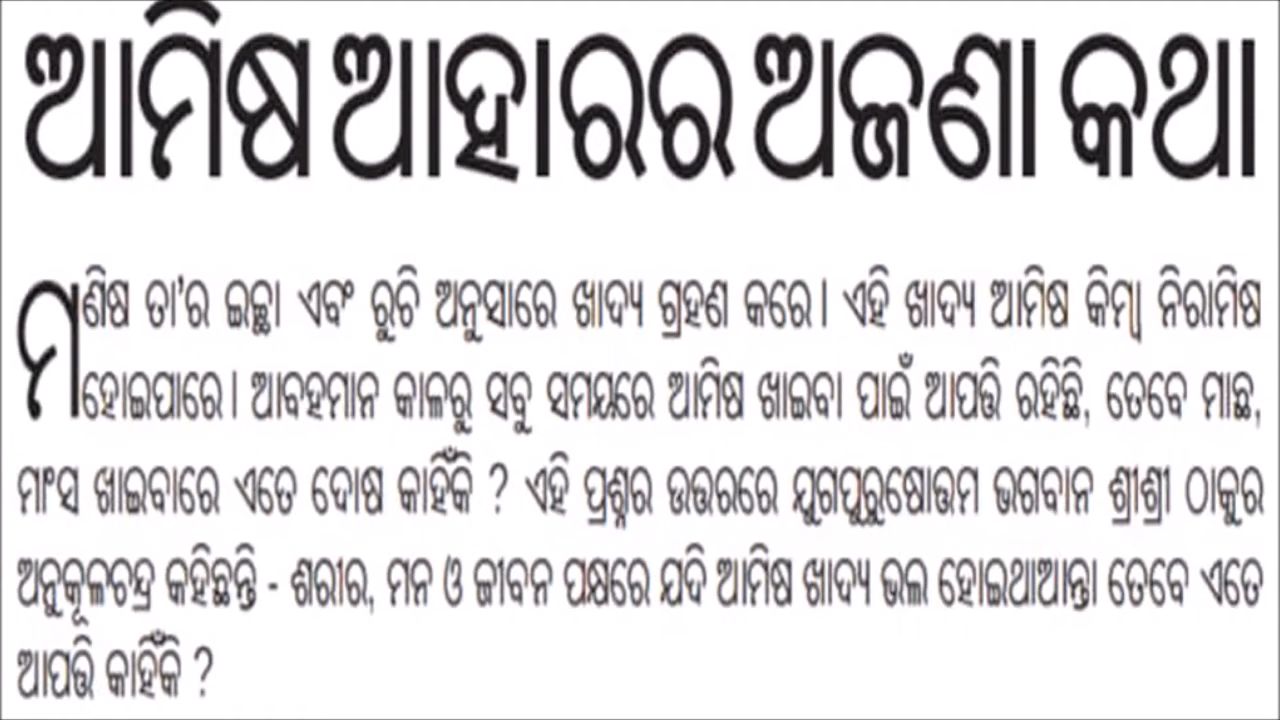 ଆମିଷ ଆହାରର ଅଜଣା କଥା
ମଣିଷ ତା’ର ଇଚ୍ଛା ଏବଂ ରୁଚି ଅନୁସାରେ ଖାଦ୍ୟ ଗ୍ରହଣ କରେ। ଏହି ଖାଦ୍ୟ ଆମିଷ କିମ୍ବା ନିରାମିଷ
ହୋଇପାରେ। ଆବହମାନ କାଳରୁ ସବୁ ସମୟରେ ଆମିଷ ଖାଇବା ପାଇଁ ଆପତ୍ତି ରହିଛି, ତେବେ ମାଛ,
ମାଂସ ଖାଇବାରେ ଏତେ ଦୋଷ କାହିଁକି ? ଏହି ପ୍ରଶ୍ନର ଉତ୍ତରରେ ଯୁଗପୁରୁଷୋତ୍ତମ ଭଗବାନ ଶ୍ରୀଶ୍ରୀ ଠାକୁର
ଅନୁକୂଳଚନ୍ଦ୍ର କହିଛନ୍ତି - ଶରୀର, ମନ ଓ ଜୀବନ ପକ୍ଷରେ ଯଦି ଆମିଷ ଖାଦ୍ୟ ଭଲ ହୋଇଥାଆନ୍ତା ତେବେ ଏତେ
ଆପତ୍ତି କାହିଁକି ?